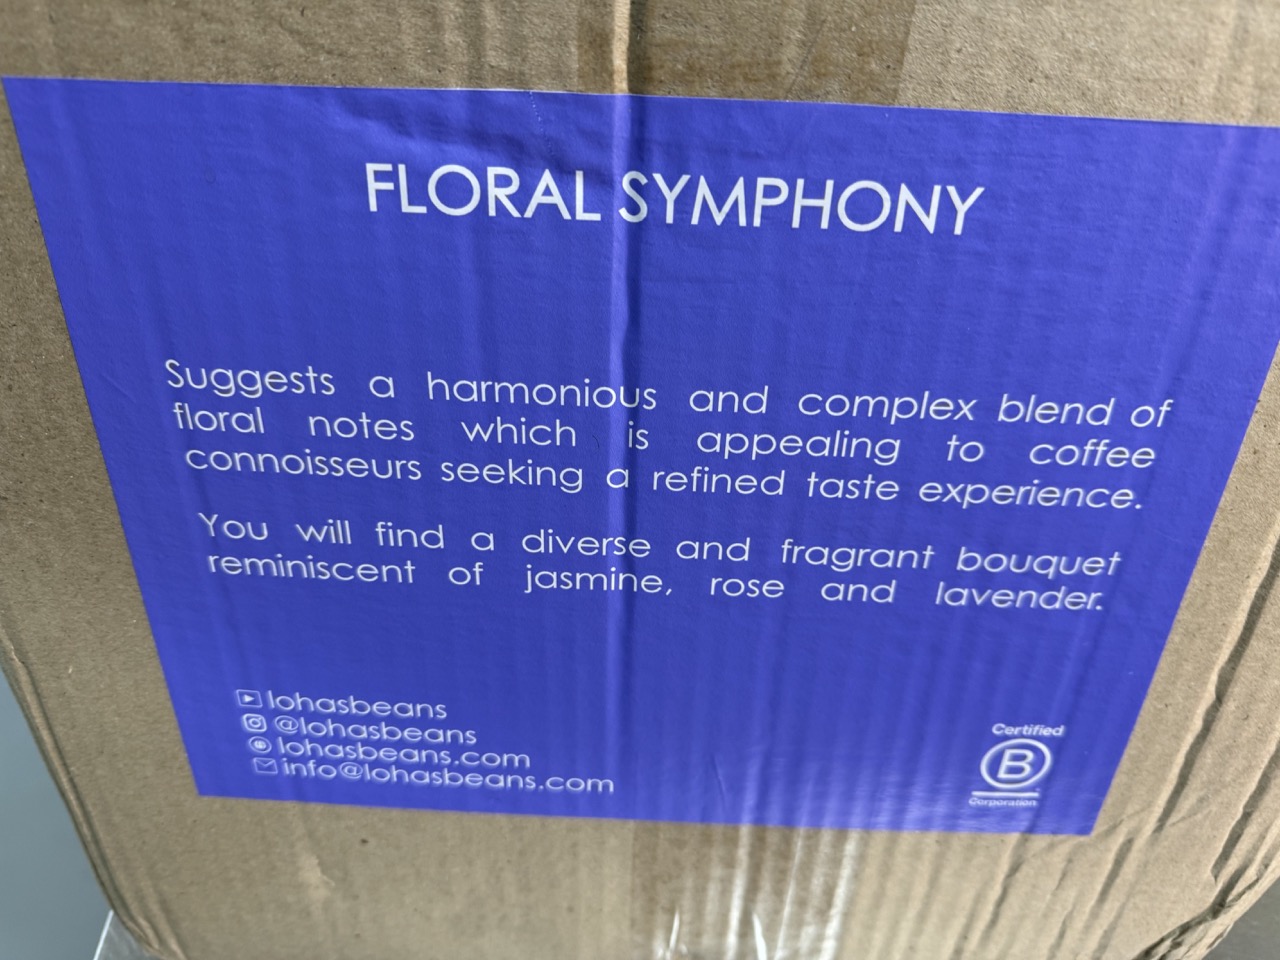 FLORAL SYMPHONY
Suggests a harmonious and complex blend of
floral notes which is appealing to coffee
connoisseurs seeking a refined taste experience.
You will find a diverse and fragrant bouquet
reminiscent of jasmine, rose and lavender.
lohasbeans
@lohasbeans
lohasbeans.com
info@lohasbeans.com
Certified
B
Corporation